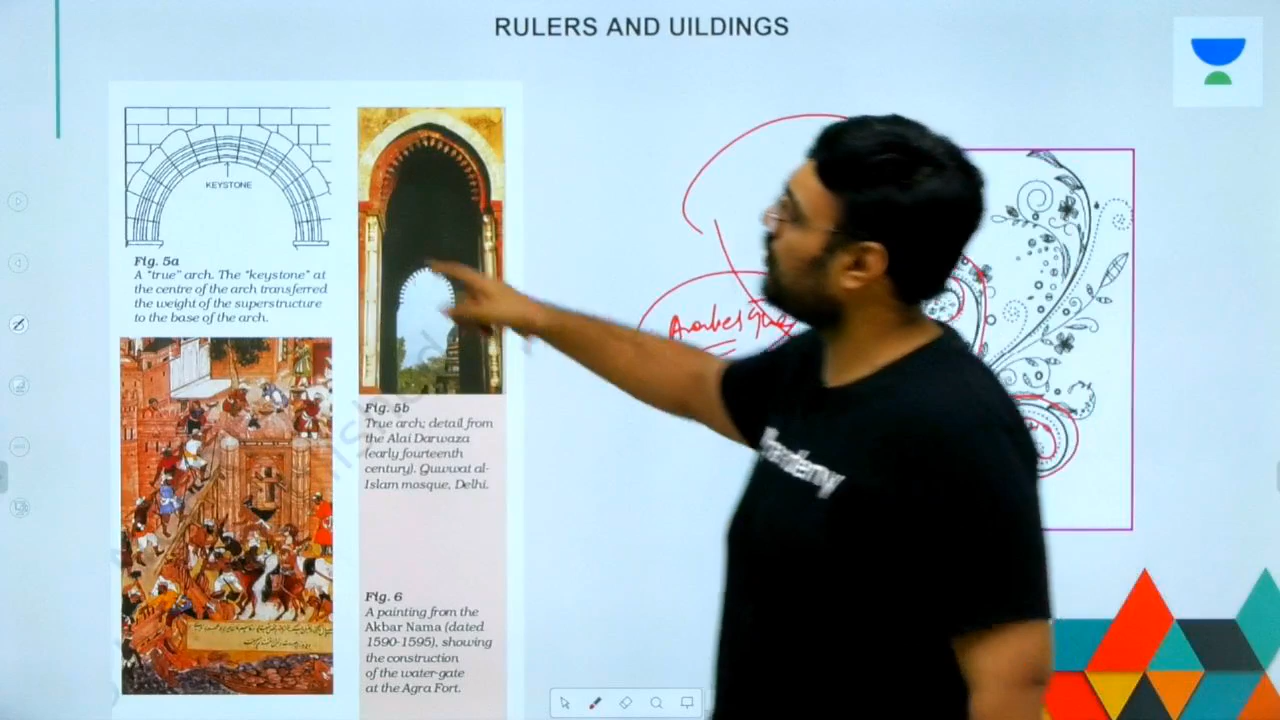 RULERS AND UILDINGS
KEYSTONE
Fig. 5a
A "true" arch. The "keystone" at
the centre of the arch transferred
the weight of the superstructure
to the base of the arch.
Fig. 5b
True arch; detail from
the Alai Darwaza
(early fourteenth
century). Quwwat al-
Islam mosque, Delhi.
Fig. 6
A painting from the
Akbar Nama (dated
1590-1595), showing
the construction
of the water-gate
at the Agra Fort.